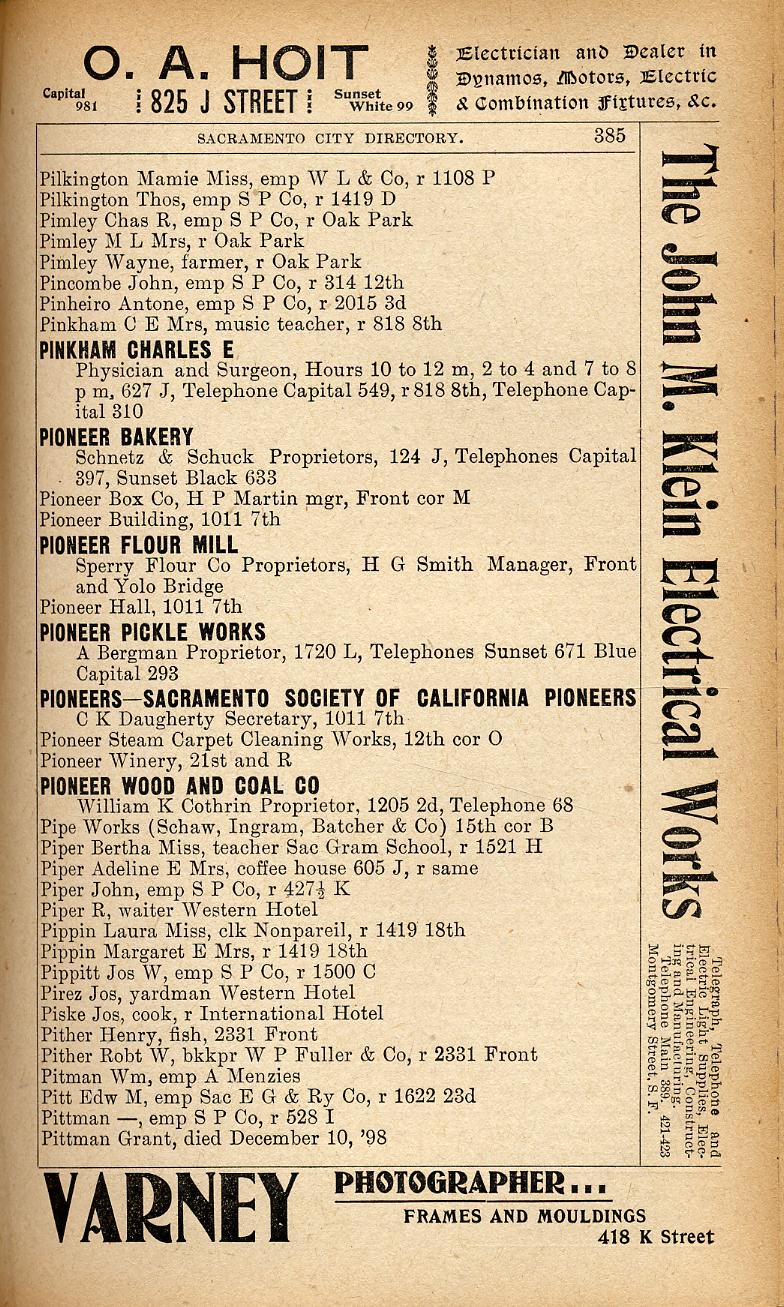 O. A. HOIT
Capital 981
825 J STREET
Sunset White 99
Electrician and Dealer in
Dynamos, Motors, Electric
& Combination Fixtures, &c.
SACRAMENTO CITY DIRECTORY. 385
Pilkington Mamie Miss, emp W L & Co, r 1108 P
Pilkington Thos, emp S P Co, r 1419 D
Pimley Chas R, emp S P Co, r Oak Park
Pimley M L Mrs, r Oak Park
Pimley Wayne, farmer, r Oak Park
Pincombe John, emp S P Co, r 314 12th
Pinheiro Antone, emp S P Co, r 2015 3d
Pinkham C E Mrs, music teacher, r 818 8th
PINKHAM CHARLES E
Physician and Surgeon, Hours 10 to 12 m, 2 to 4 and 7 to 8
p m, 627 J, Telephone Capital 549, r 818 8th, Telephone Cap-
ital 310
PIONEER BAKERY
Schnetz & Schuck Proprietors, 124 J, Telephones Capital
397, Sunset Black 633
Pioneer Box Co, H P Martin mgr, Front cor M
Pioneer Building, 1011 7th
PIONEER FLOUR MILL
Sperry Flour Co Proprietors, H G Smith Manager, Front
and Yolo Bridge
Pioneer Hall, 1011 7th
PIONEER PICKLE WORKS
A Bergman Proprietor, 1720 L, Telephones Sunset 671 Blue
Capital 293
PIONEERS—SACRAMENTO SOCIETY OF CALIFORNIA PIONEERS
C K Daugherty Secretary, 1011 7th
Pioneer Steam Carpet Cleaning Works, 12th cor O
Pioneer Winery, 21st and R
PIONEER WOOD AND COAL CO
William K Cothrin Proprietor, 1205 2d, Telephone 68
Pipe Works (Schaw, Ingram, Batcher & Co) 15th cor B
Piper Bertha Miss, teacher Sac Gram School, r 1521 H
Piper Adeline E Mrs, coffee house 605 J, r same
Piper John, emp S P Co, r 427½ K
Piper R, waiter Western Hotel
Pippin Laura Miss, clk Nonpareil, r 1419 18th
Pippin Margaret E Mrs, r 1419 18th
Pippitt Jos W, emp S P Co, r 1500 C
Pirez Jos, yardman Western Hotel
Piske Jos, cook, r International Hotel
Pither Henry, fish, 2331 Front
Pither Robt W, bkkpr W P Fuller & Co, r 2331 Front
Pitman Wm, emp A Menzies
Pitt Edw M, emp Sac E G & Ry Co, r 1622 23d
Pittman —, emp S P Co, r 528 I
Pittman Grant, died December 10, '98
The John M. Klein Electrical Works
Telegraph, Telephone and
Electric Light Supplies, Elec-
trical Engineering, Construct-
ing and Manufacturing.
Telephone Main 389. 421-423
Montgomery Street, S. F.
VARNEY
PHOTOGRAPHER...
FRAMES AND MOULDINGS
418 K Street